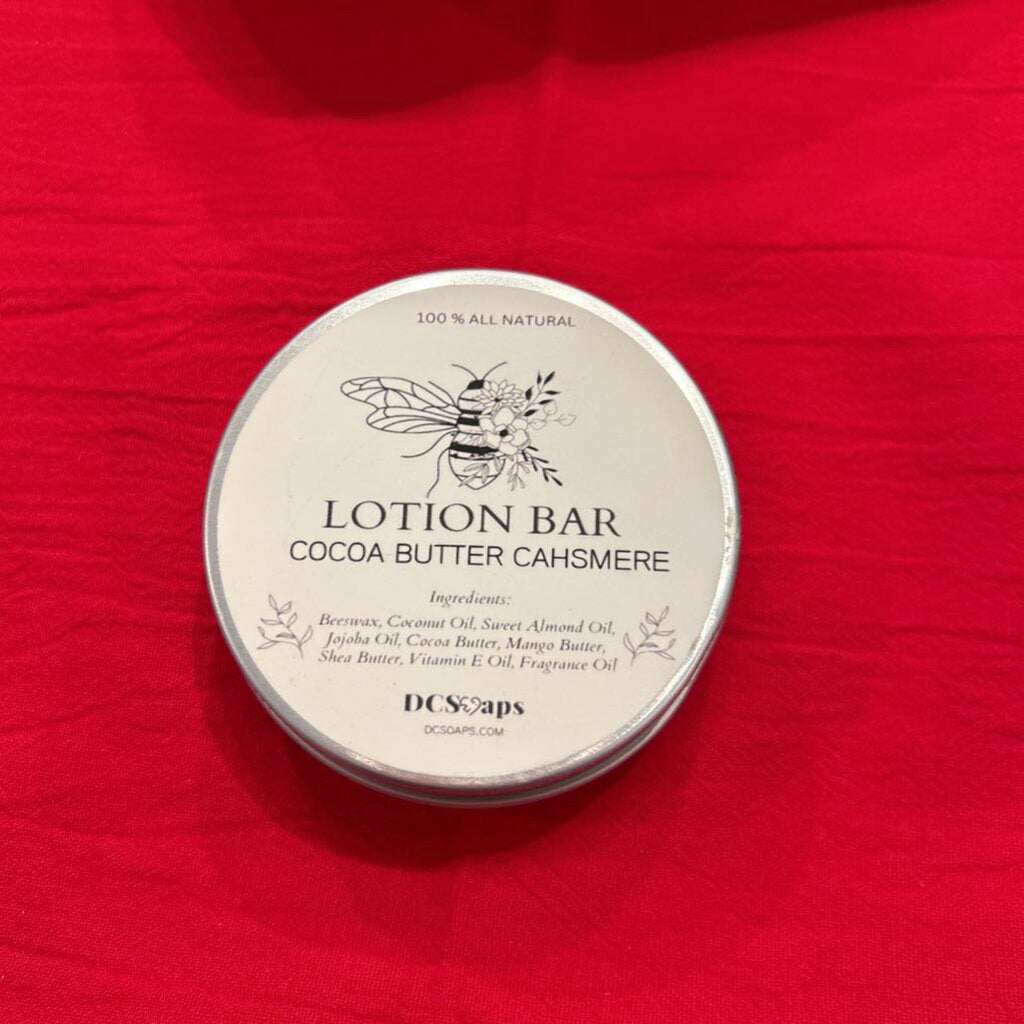 100 % ALL NATURAL
LOTION BAR
COCOA BUTTER CAHSMERE
Ingredients:
Beeswax, Coconut Oil, Sweet Almond Oil,
Jojoba Oil, Cocoa Butter, Mango Butter,
Shea Butter, Vitamin E Oil, Fragrance Oil
DCSoaps
DCSOAPS.COM